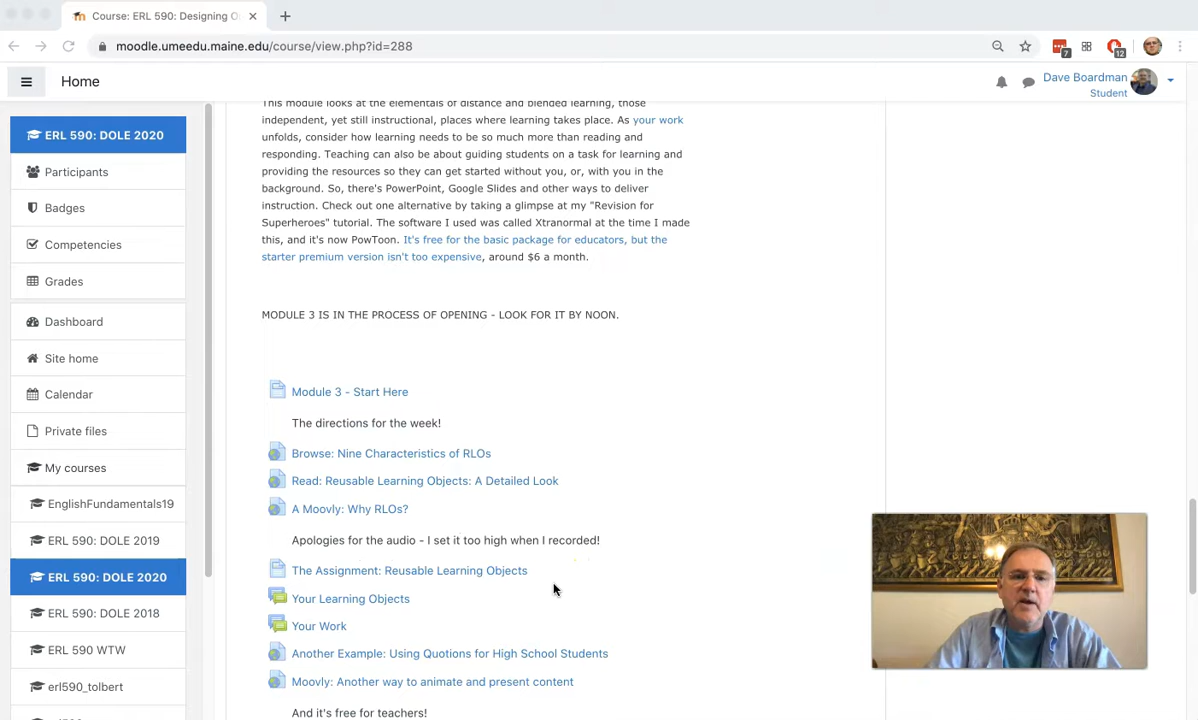 Course: ERL 590: Designing O
moodle.umeedu.maine.edu/course/view.php?id=288
7
12
Home
Dave Boardman
Student
ERL 590: DOLE 2020
Participants
Badges
Competencies
Grades
Dashboard
Site home
Calendar
Private files
My courses
EnglishFundamentals19
ERL 590: DOLE 2019
ERL 590: DOLE 2020
ERL 590: DOLE 2018
ERL 590 WTW
erl590_tolbert
This module looks at the elementals of distance and blended learning, those
independent, yet still instructional, places where learning takes place. As your work
unfolds, consider how learning needs to be so much more than reading and
responding. Teaching can also be about guiding students on a task for learning and
providing the resources so they can get started without you, or, with you in the
background. So, there's PowerPoint, Google Slides and other ways to deliver
instruction. Check out one alternative by taking a glimpse at my "Revision for
Superheroes" tutorial. The software I used was called Xtranormal at the time I made
this, and it's now PowToon. It's free for the basic package for educators, but the
starter premium version isn't too expensive, around $6 a month.
MODULE 3 IS IN THE PROCESS OF OPENING - LOOK FOR IT BY NOON.
Module 3 - Start Here
The directions for the week!
Browse: Nine Characteristics of RLOs
Read: Reusable Learning Objects: A Detailed Look
A Moovly: Why RLOs?
Apologies for the audio - I set it too high when I recorded!
The Assignment: Reusable Learning Objects
Your Learning Objects
Your Work
Another Example: Using Quotions for High School Students
Moovly: Another way to animate and present content
And it's free for teachers!